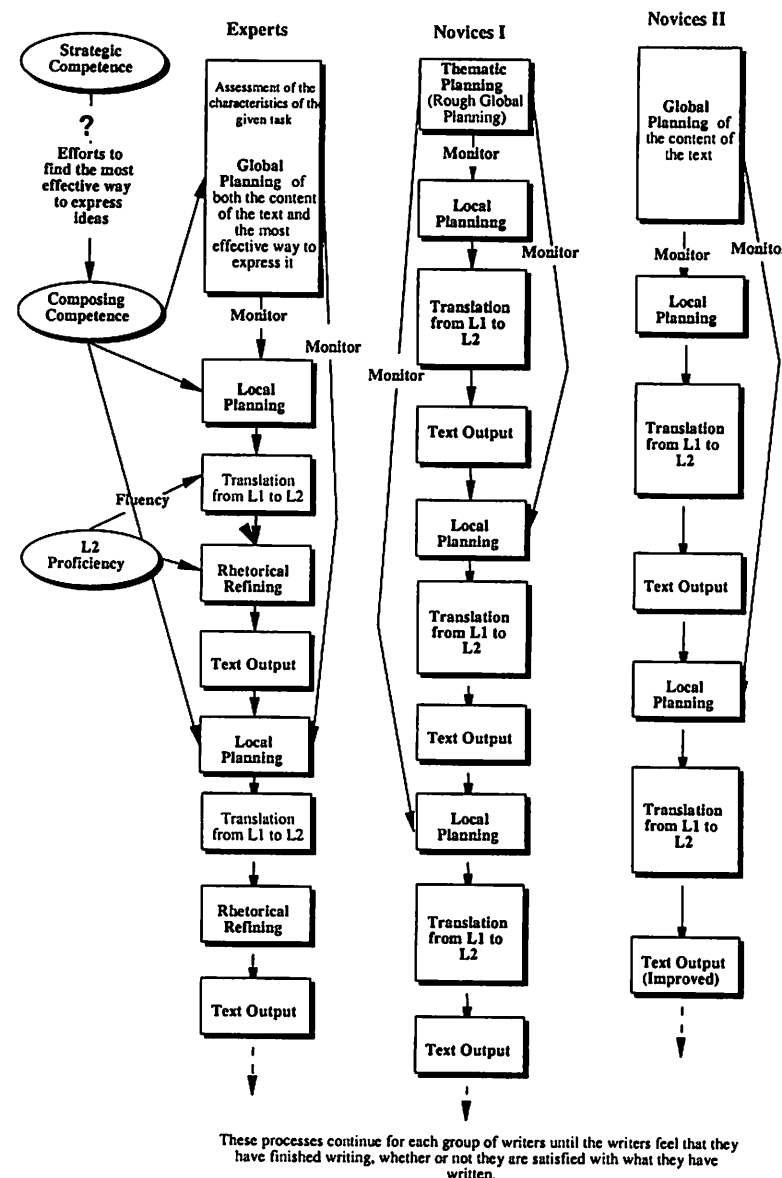 Experts
Novices I
Novices II
Strategic
Competence
?
Efforts to
find the most
effective way
to express
ideas
Composing
Competence
Fluency
L2
Proficiency
Assessment of the
characteristics of the
given task
Global
Planning of
both the content
of the text and
the most
effective way to
express it
Monitor
Monitor
Local
Planning
Translation
from L1 to L2
Rhetorical
Refining
Text Output
Local
Planning
Translation
from L1 to L2
Rhetorical
Refining
Text Output
Thematic
Planning
(Rough Global
Planning)
Monitor
Monitor
Monitor
Local
Planinng
Translation
from L1 to
L2
Text Output
Local
Planning
Translation
from L1 to
L2
Text Output
Local
Planning
Translation
from L1 to
L2
Text Output
Global
Planning of
the content of
the text
Monitor
Monito
Local
Planning
Translation
from L1 to
L2
Text Output
Local
Planning
Translation
from L1 to
L2
Text Output
(Improved)
These processes continue for each group of writers until the writers feel that they
have finished writing, whether or not they are satisfied with what they have
written.